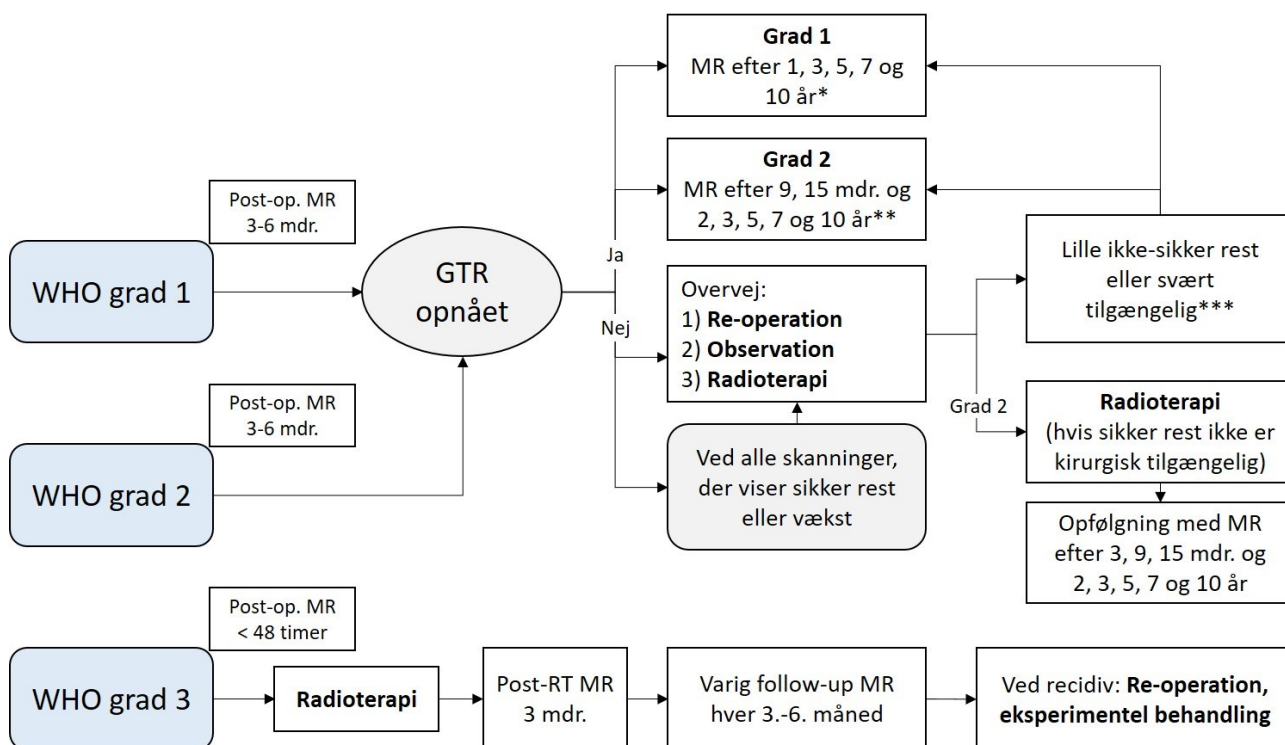 Grad 1
MR efter 1, 3, 5, 7 og
10 år*
Grad 2
MR efter 9, 15 mdr. og
2, 3, 5, 7 og 10 år**
Post-op. MR
3-6 mdr.
WHO grad 1
GTR
opnået
Ja
Nej
Overvej:
1) Re-operation
2) Observation
3) Radioterapi
Lille ikke-sikker rest
eller svært
tilgængelig***
Grad 2
Radioterapi
(hvis sikker rest ikke er
kirurgisk tilgængelig)
Post-op. MR
3-6 mdr.
WHO grad 2
Ved alle skanninger,
der viser sikker rest
eller vækst
Opfølgning med MR
efter 3, 9, 15 mdr. og
2, 3, 5, 7 og 10 år
Post-op. MR
< 48 timer
WHO grad 3
Radioterapi
Post-RT MR
3 mdr.
Varig follow-up MR
hver 3.-6. måned
Ved recidiv: Re-operation,
eksperimentel behandling